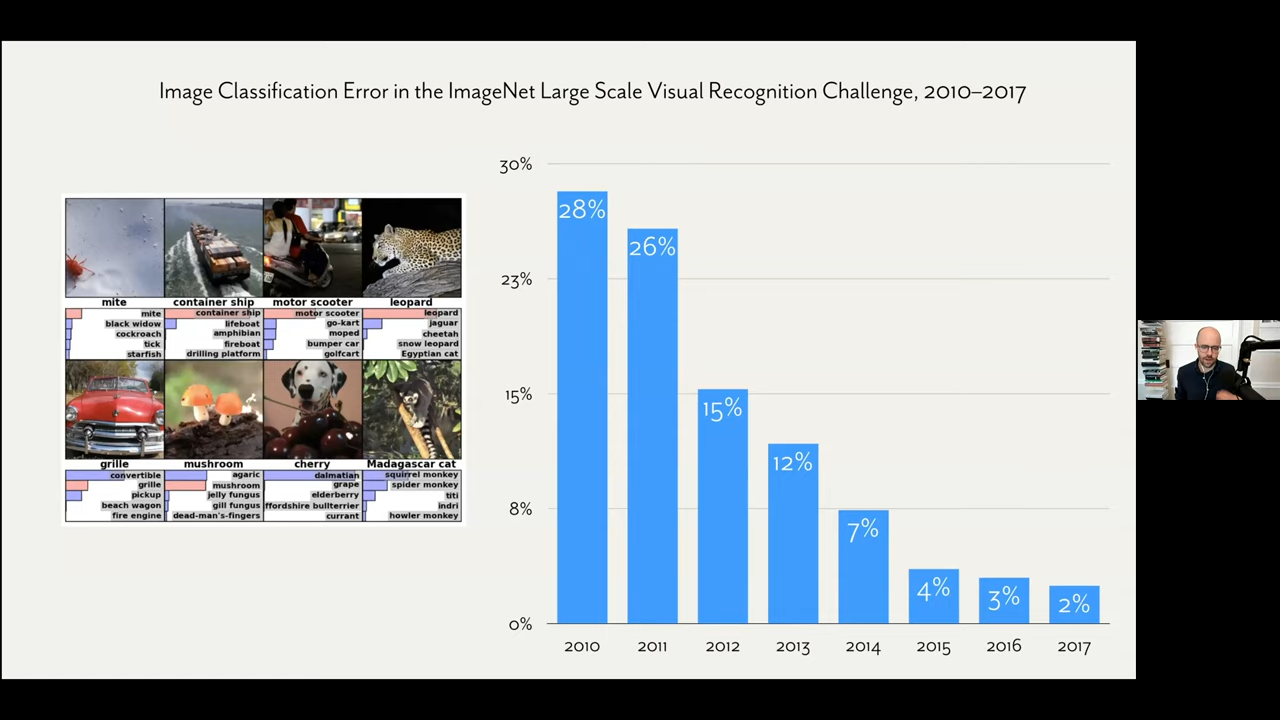 Image Classification Error in the ImageNet Large Scale Visual Recognition Challenge, 2010–2017
mite
container ship
motor scooter
leopard
mite
black widow
cockroach
tick
starfish
container ship
lifeboat
amphibian
fireboat
drilling platform
motor scooter
go-kart
moped
bumper car
golfcart
leopard
jaguar
cheetah
snow leopard
Egyptian cat
grille
mushroom
cherry
Madagascar cat
convertible
grille
pickup
beach wagon
fire engine
agaric
mushroom
jelly fungus
gill fungus
dead-man's-fingers
dalmatian
grape
elderberry
ffordshire bullterrier
currant
squirrel monkey
spider monkey
titi
indri
howler monkey
30%
23%
15%
8%
0%
28%
26%
15%
12%
7%
4%
3%
2%
2010
2011
2012
2013
2014
2015
2016
2017